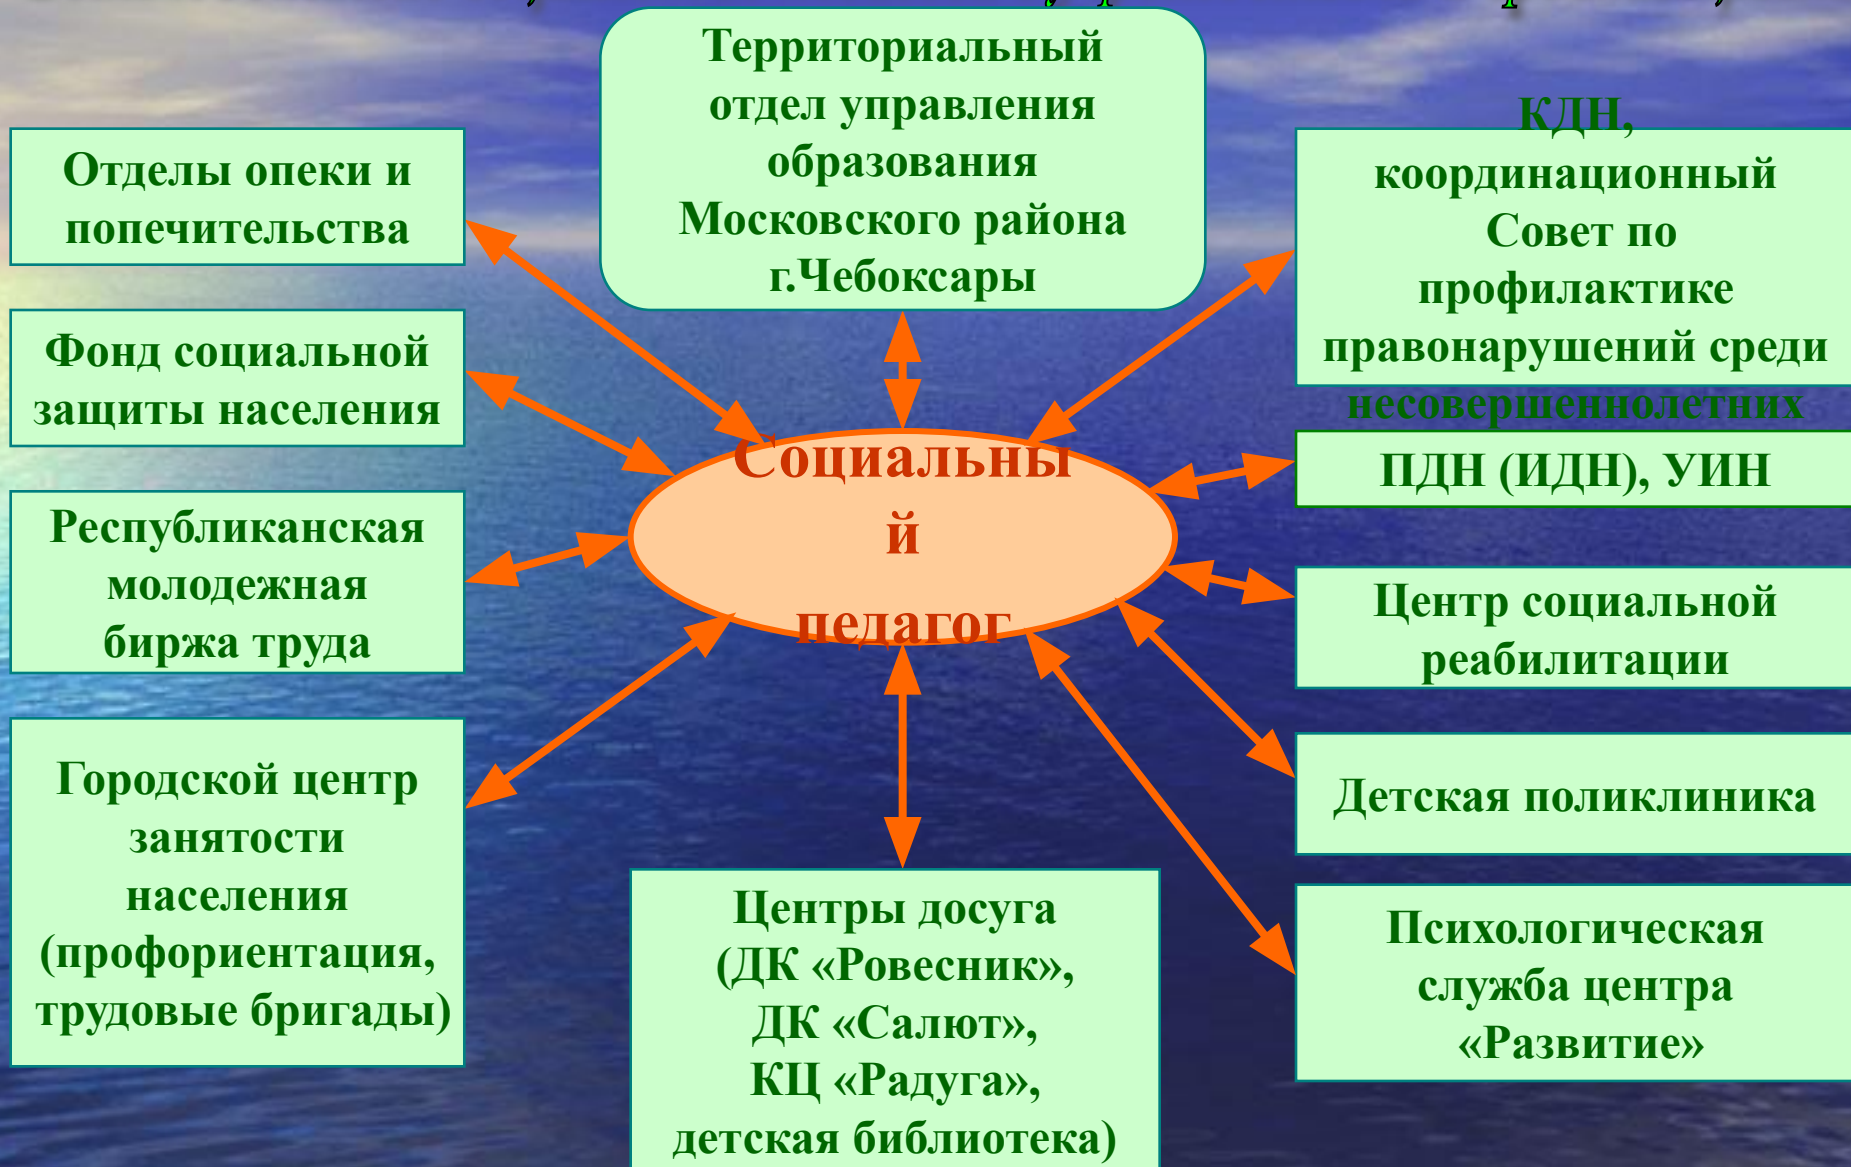 Территориальный
отдел управления
образования
Московского района
г.Чебоксары
Отделы опеки и
попечительства
Фонд социальной
защиты населения
Республиканская
молодежная
биржа труда
Городской центр
занятости
населения
(профориентация,
трудовые бригады)
Социальны
й
педагог
Центры досуга
(ДК «Ровесник»,
ДК «Салют»,
КЦ «Радуга»,
детская библиотека)
КДН,
координационный
Совет по
профилактике
правонарушений среди
несовершеннолетних
ПДН (ИДН), УИН
Центр социальной
реабилитации
Детская поликлиника
Психологическая
служба центра
«Развитие»